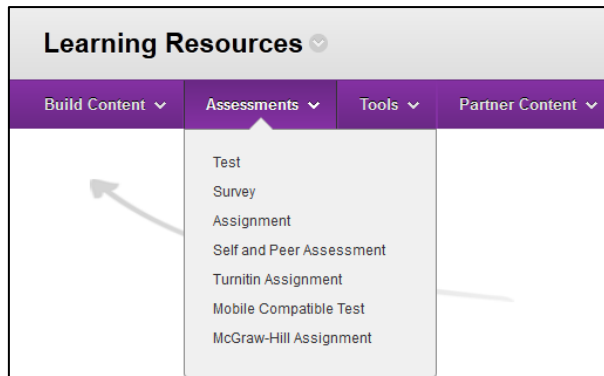 Learning Resources
Build Content Assessments Tools Partner Content
Test
Survey
Assignment
Self and Peer Assessment
Turnitin Assignment
Mobile Compatible Test
McGraw-Hill Assignment